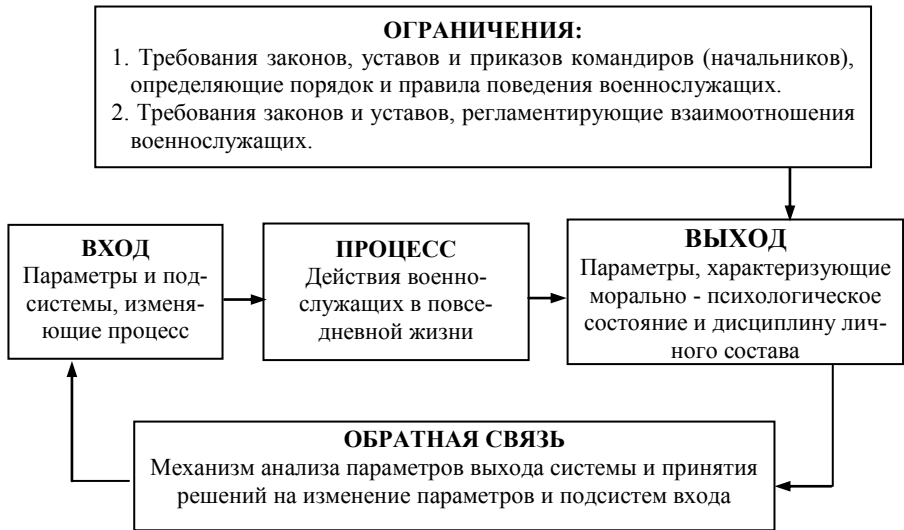 ОГРАНИЧЕНИЯ:
1. Требования законов, уставов и приказов командиров (начальников),
определяющие порядок и правила поведения военнослужащих.
2. Требования законов и уставов, регламентирующие взаимоотношения
военнослужащих.
ВХОД
Параметры и под-
системы, изменя-
ющие процесс
ПРОЦЕСС
Действия военно-
служащих в повсе-
дневной жизни
ВЫХОД
Параметры, характеризующие
морально - психологическое
состояние и дисциплину лич-
ного состава
ОБРАТНАЯ СВЯЗЬ
Механизм анализа параметров выхода системы и принятия
решений на изменение параметров и подсистем входа